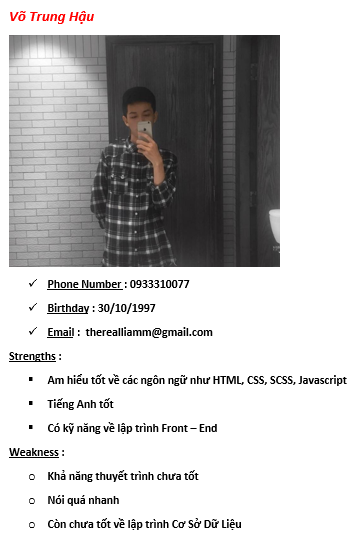 Võ Trung Hậu
✓ Phone Number : 0933310077
✓ Birthday : 30/10/1997
✓ Email : therealliamm@gmail.com
Strengths :
▪ Am hiểu tốt về các ngôn ngữ như HTML, CSS, SCSS, Javascript
▪ Tiếng Anh tốt
▪ Có kỹ năng về lập trình Front – End
Weakness :
o Khả năng thuyết trình chưa tốt
o Nói quá nhanh
o Còn chưa tốt về lập trình Cơ Sở Dữ Liệu